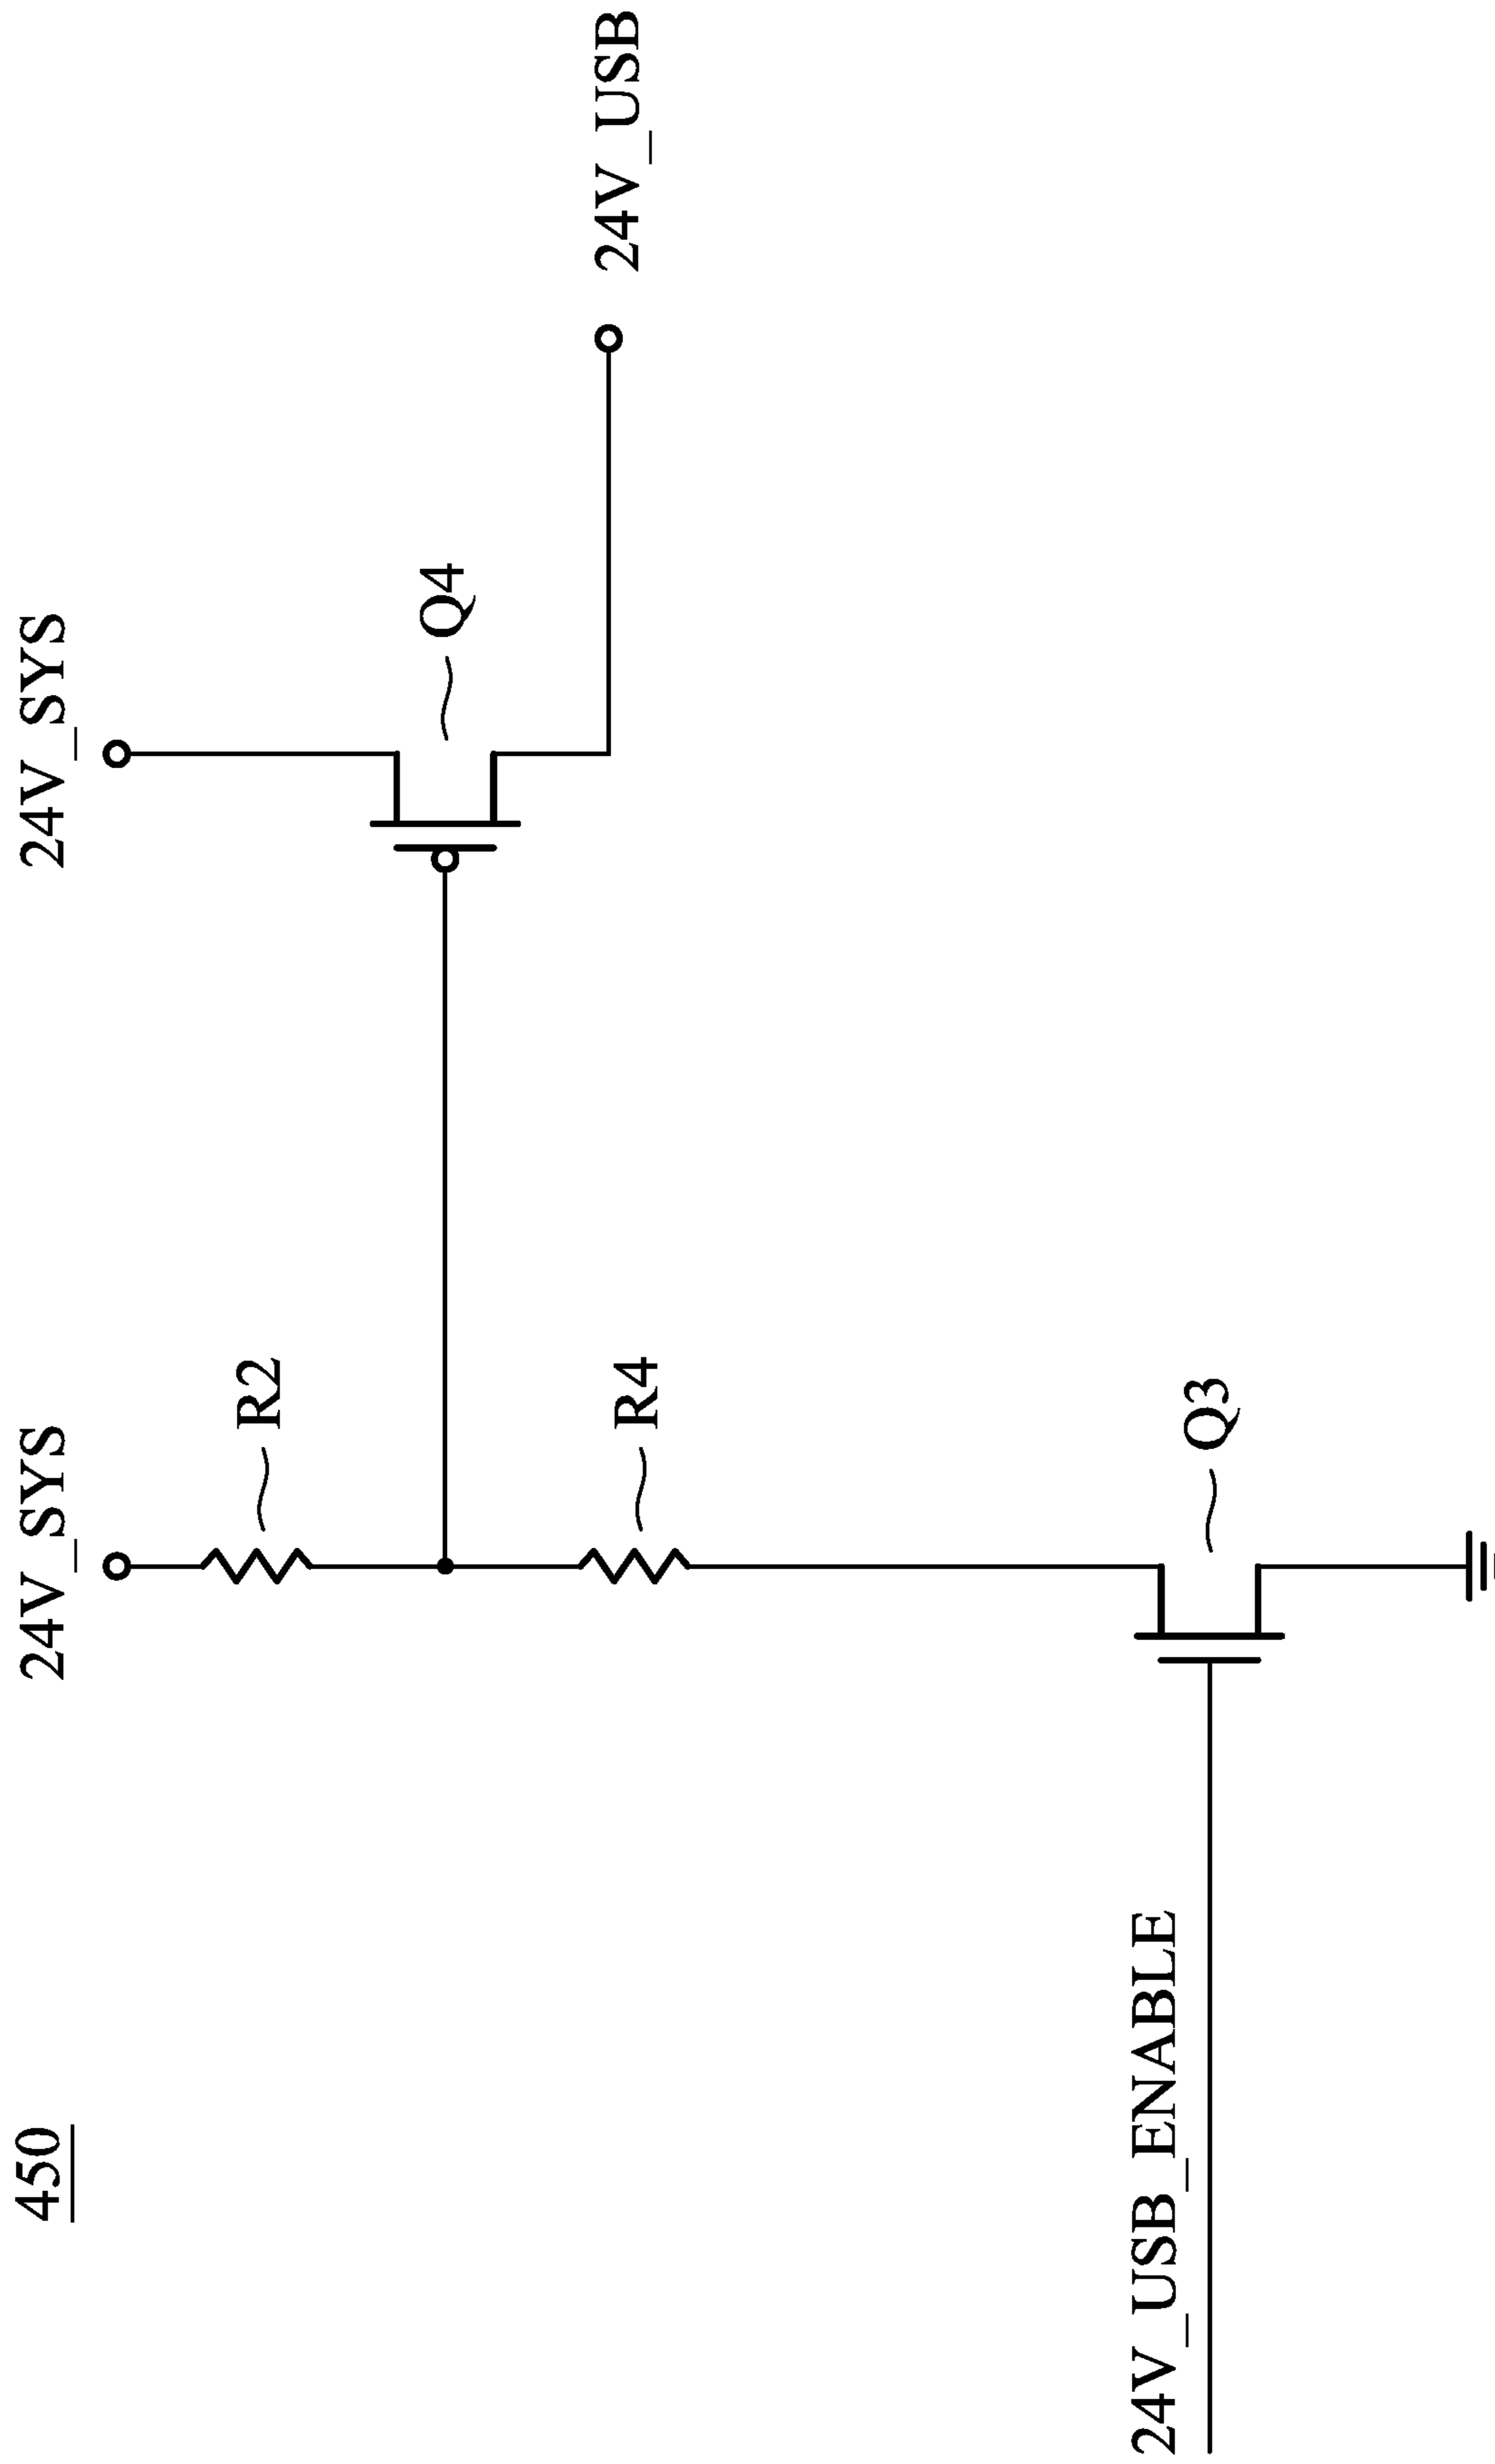 450
24V_SYS
24V_SYS
R2
Q4
24V_USB
R4
24V_USB_ENABLE
Q3